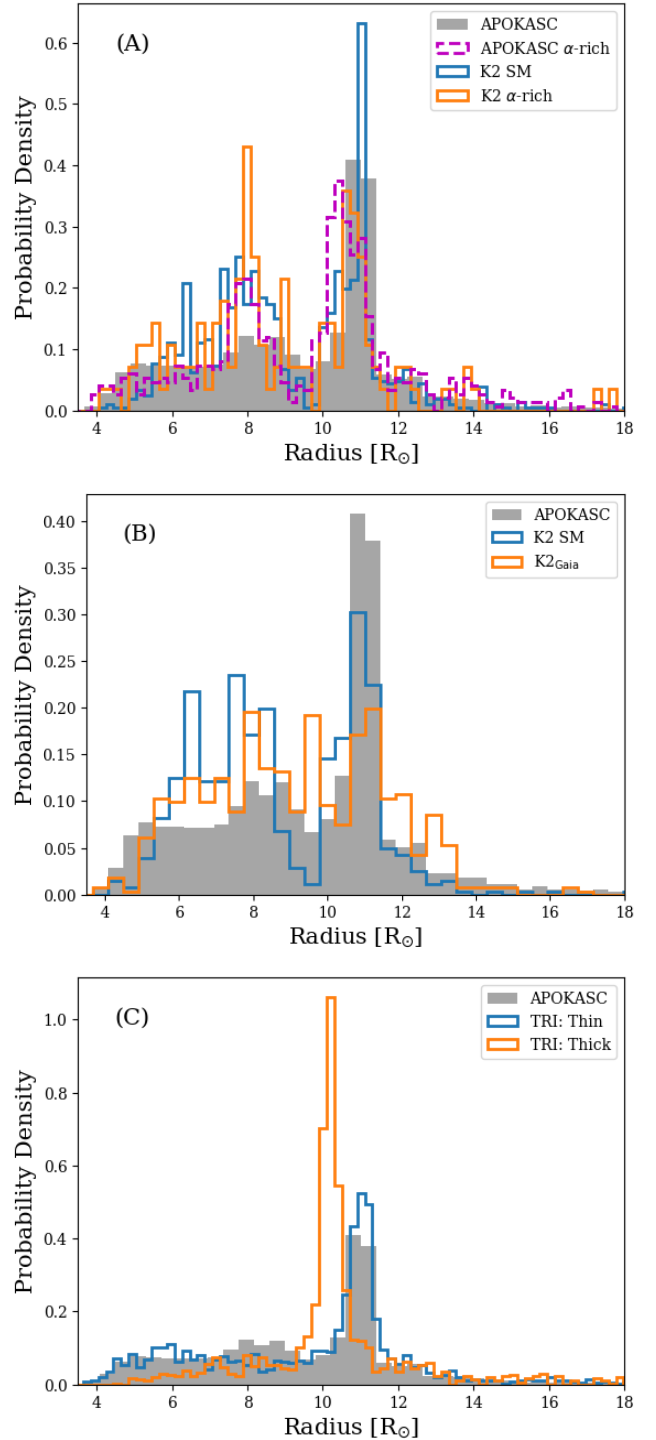 (A)
APOKASC
APOKASC α-rich
K2 SM
K2 α-rich
0.6
0.5
0.4
0.3
0.2
0.1
0.0
Probability Density
4 6 8 10 12 14 16 18
Radius [R⊙]
(B)
APOKASC
K2 SM
K2Gaia
0.40
0.35
0.30
0.25
0.20
0.15
0.10
0.05
0.00
Probability Density
4 6 8 10 12 14 16 18
Radius [R⊙]
(C)
APOKASC
TRI: Thin
TRI: Thick
1.0
0.8
0.6
0.4
0.2
0.0
Probability Density
4 6 8 10 12 14 16 18
Radius [R⊙]